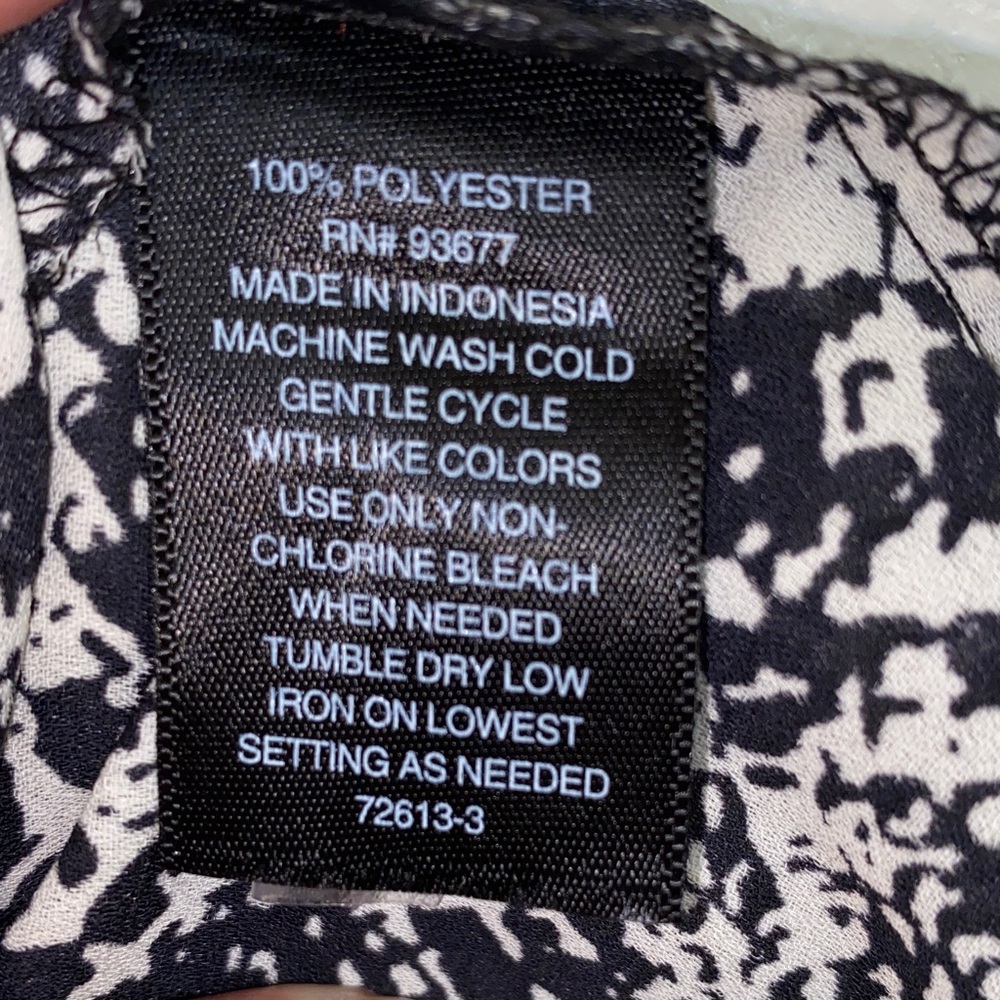 100% POLYESTER
RN# 93677
MADE IN INDONESIA
MACHINE WASH COLD
GENTLE CYCLE
WITH LIKE COLORS
USE ONLY NON-
CHLORINE BLEACH
WHEN NEEDED
TUMBLE DRY LOW
IRON ON LOWEST
SETTING AS NEEDED
72613-3